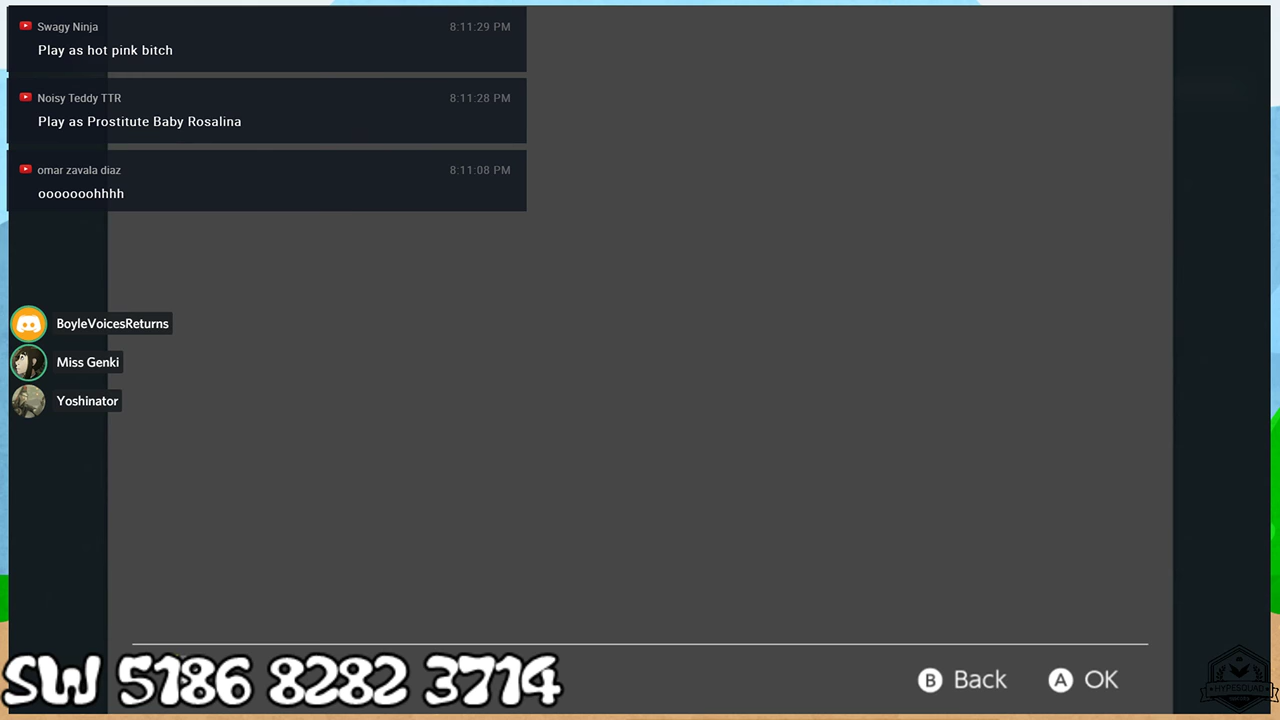 Swagy Ninja 8:11:29 PM
Play as hot pink bitch
Noisy Teddy TTR 8:11:28 PM
Play as Prostitute Baby Rosalina
omar zavala diaz 8:11:08 PM
ooooooohhhh
BoyleVoicesReturns
Miss Genki
Yoshinator
SW 5186 8282 3714
B Back A OK
HYPESQUAD